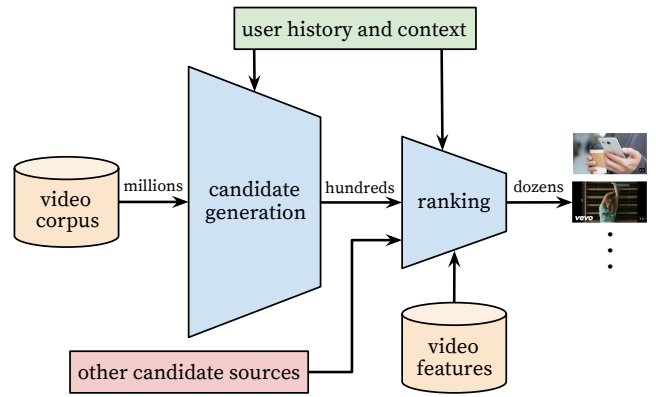 user history and context
video
corpus
millions
candidate
generation
hundreds
ranking
dozens
vevo
video
features
other candidate sources